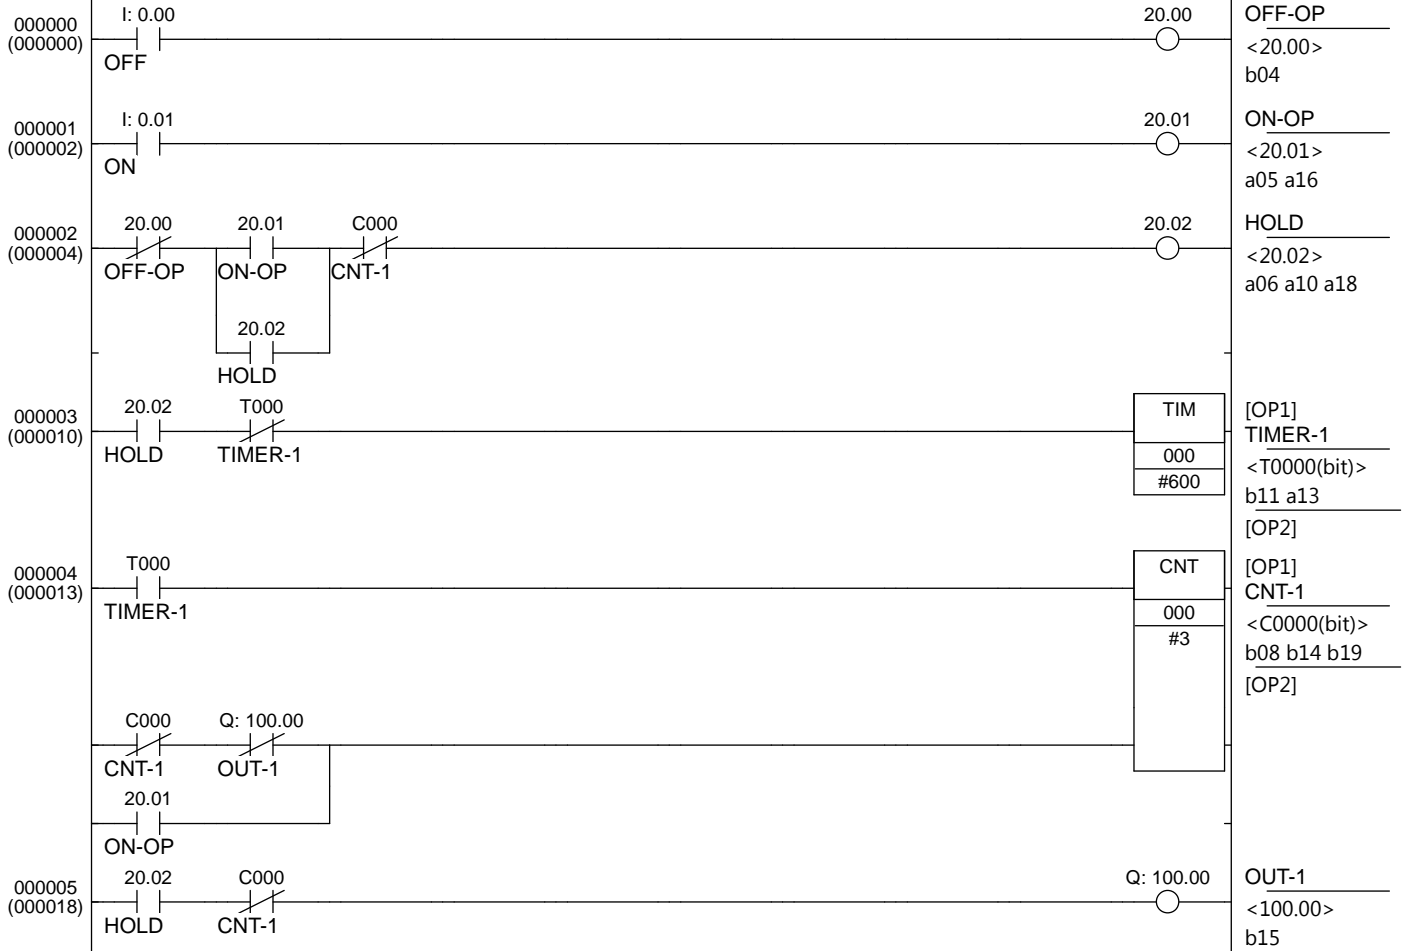 I: 0.00 20.00 OFF-OP
000000
(000000)
OFF
<20.00>
b04
I: 0.01 20.01 ON-OP
000001
(000002)
ON
<20.01>
a05 a16
20.00 20.01 C000 20.02 HOLD
000002
(000004)
OFF-OP ON-OP CNT-1
<20.02>
a06 a10 a18
20.02
HOLD
20.02 T000 TIM [OP1]
000003
(000010)
HOLD TIMER-1
000
#600
TIMER-1
<T0000(bit)>
b11 a13
[OP2]
T000 CNT [OP1]
000004
(000013)
TIMER-1
000
#3
CNT-1
<C0000(bit)>
b08 b14 b19
[OP2]
C000 Q: 100.00
CNT-1 OUT-1
20.01
ON-OP
20.02 C000 Q: 100.00 OUT-1
000005
(000018)
HOLD CNT-1
<100.00>
b15